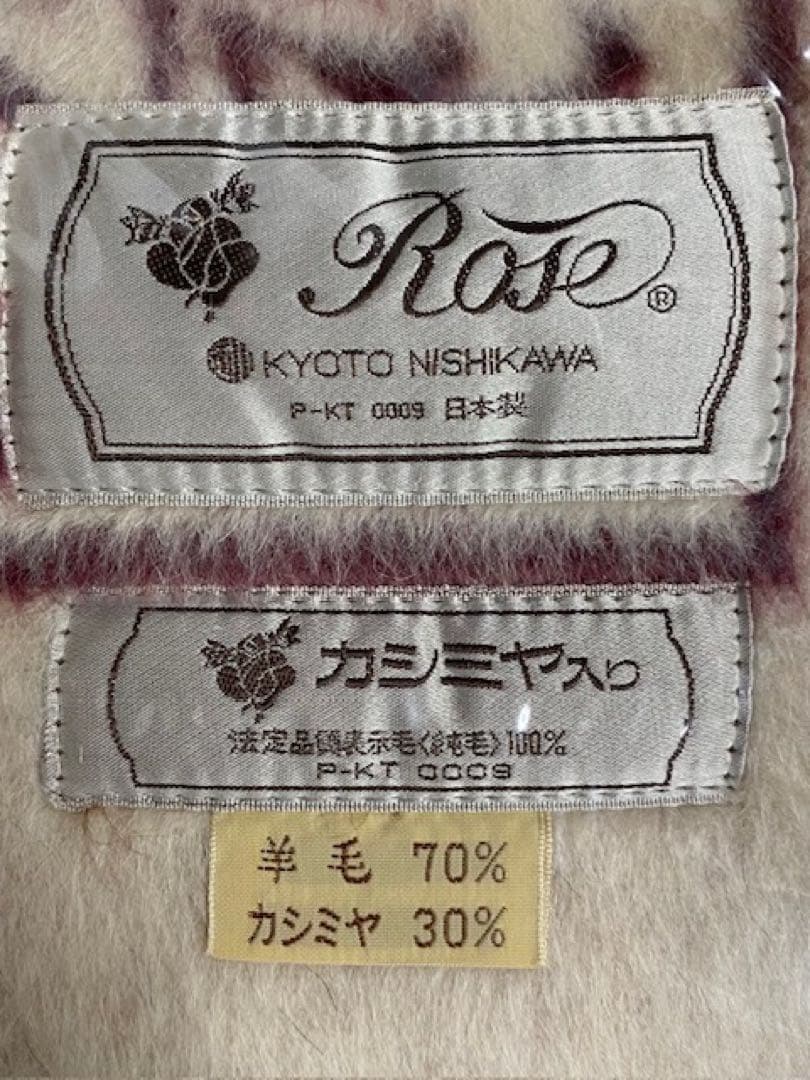 Rose®
KYOTO NISHIKAWA
P-KT 0009 日本製
カシミヤ入り
法定品質表示毛〈純毛〉100%
P-KT 0009
羊毛 70%
カシミヤ 30%